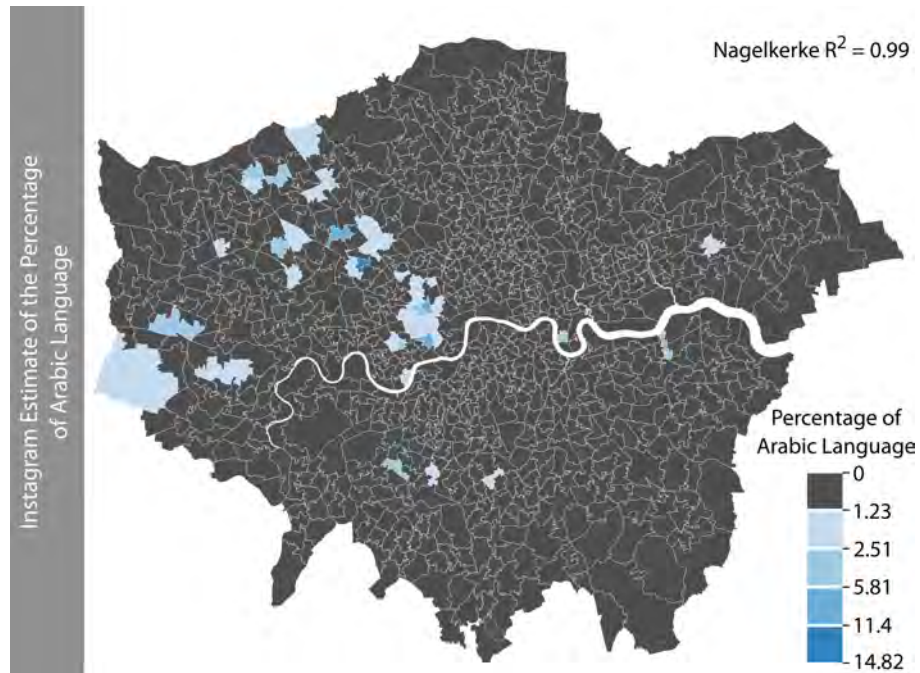 Instagram Estimate of the Percentage
of Arabic Language
Nagelkerke R² = 0.99
Percentage of
Arabic Language
0
1.23
2.51
5.81
11.4
14.82